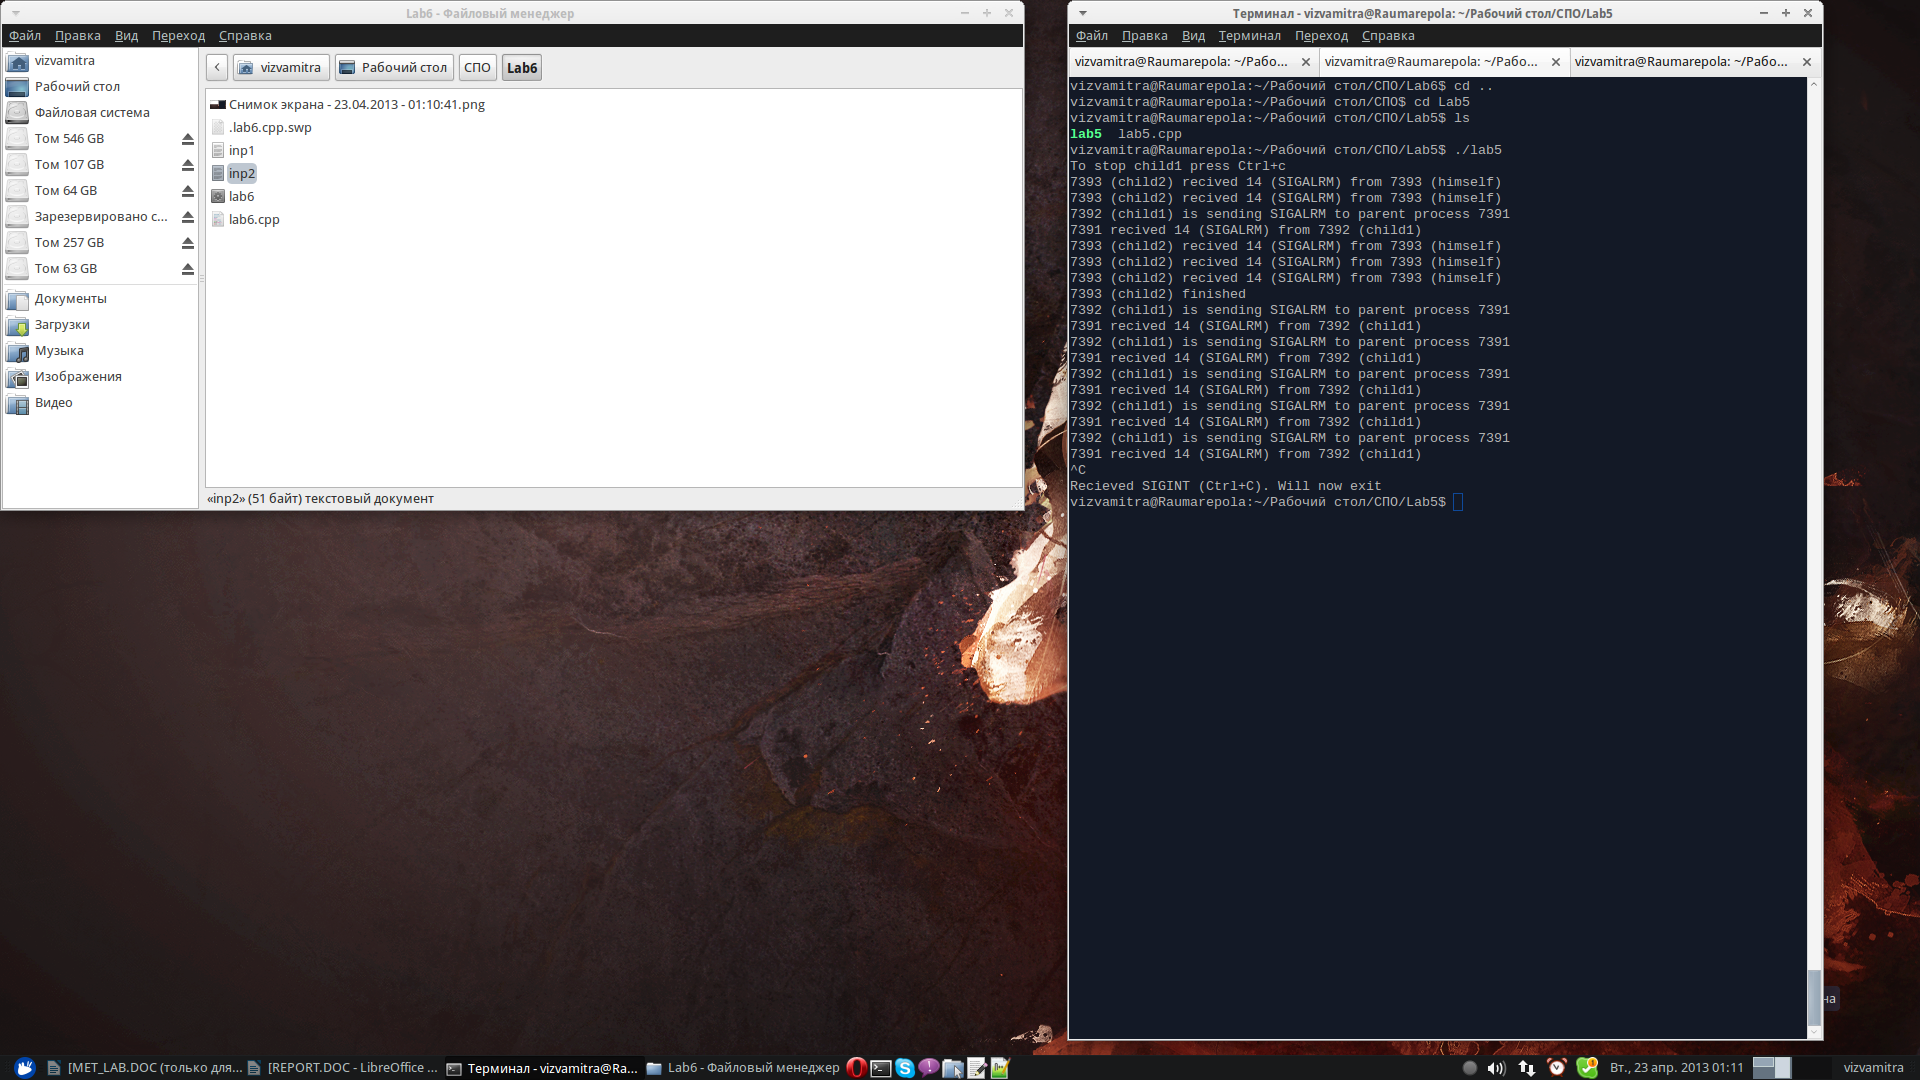 Lab6 - Файловый менеджер
Файл Правка Вид Переход Справка
vizvamitra
Рабочий стол
Файловая система
Том 546 GB
Том 107 GB
Том 64 GB
Зарезервировано с...
Том 257 GB
Том 63 GB
Документы
Загрузки
Музыка
Изображения
Видео
vizvamitra Рабочий стол СПО Lab6
Снимок экрана - 23.04.2013 - 01:10:41.png
.lab6.cpp.swp
inp1
inp2
lab6
lab6.cpp
«inp2» (51 байт) текстовый документ
Терминал - vizvamitra@Raumarepola: ~/Рабочий стол/СПО/Lab5
Файл Правка Вид Терминал Переход Справка
vizvamitra@Raumarepola: ~/Рабо... vizvamitra@Raumarepola: ~/Рабо... vizvamitra@Raumarepola: ~/Рабо...
vizvamitra@Raumarepola:~/Рабочий стол/СПО/Lab6$ cd ..
vizvamitra@Raumarepola:~/Рабочий стол/СПО$ cd Lab5
vizvamitra@Raumarepola:~/Рабочий стол/СПО/Lab5$ ls
lab5 lab5.cpp
vizvamitra@Raumarepola:~/Рабочий стол/СПО/Lab5$ ./lab5
To stop child1 press Ctrl+c
7393 (child2) recived 14 (SIGALRM) from 7393 (himself)
7393 (child2) recived 14 (SIGALRM) from 7393 (himself)
7392 (child1) is sending SIGALRM to parent process 7391
7391 recived 14 (SIGALRM) from 7392 (child1)
7393 (child2) recived 14 (SIGALRM) from 7393 (himself)
7393 (child2) recived 14 (SIGALRM) from 7393 (himself)
7393 (child2) recived 14 (SIGALRM) from 7393 (himself)
7393 (child2) finished
7392 (child1) is sending SIGALRM to parent process 7391
7391 recived 14 (SIGALRM) from 7392 (child1)
7392 (child1) is sending SIGALRM to parent process 7391
7391 recived 14 (SIGALRM) from 7392 (child1)
7392 (child1) is sending SIGALRM to parent process 7391
7391 recived 14 (SIGALRM) from 7392 (child1)
7392 (child1) is sending SIGALRM to parent process 7391
7391 recived 14 (SIGALRM) from 7392 (child1)
7392 (child1) is sending SIGALRM to parent process 7391
7391 recived 14 (SIGALRM) from 7392 (child1)
^C
Recieved SIGINT (Ctrl+C). Will now exit
vizvamitra@Raumarepola:~/Рабочий стол/СПО/Lab5$
на
[MET_LAB.DOC (только для... [REPORT.DOC - LibreOffice ... Терминал - vizvamitra@Ra... Lab6 - Файловый менеджер Вт., 23 апр. 2013 01:11 vizvamitra